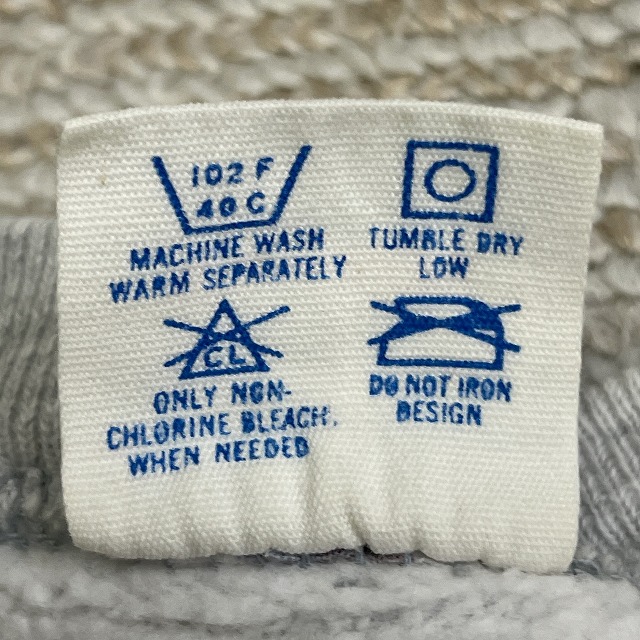 102 F
40 C
MACHINE WASH
WARM SEPARATELY
TUMBLE DRY
LOW
CL
ONLY NON-
CHLORINE BLEACH,
WHEN NEEDED
DO NOT IRON
DESIGN